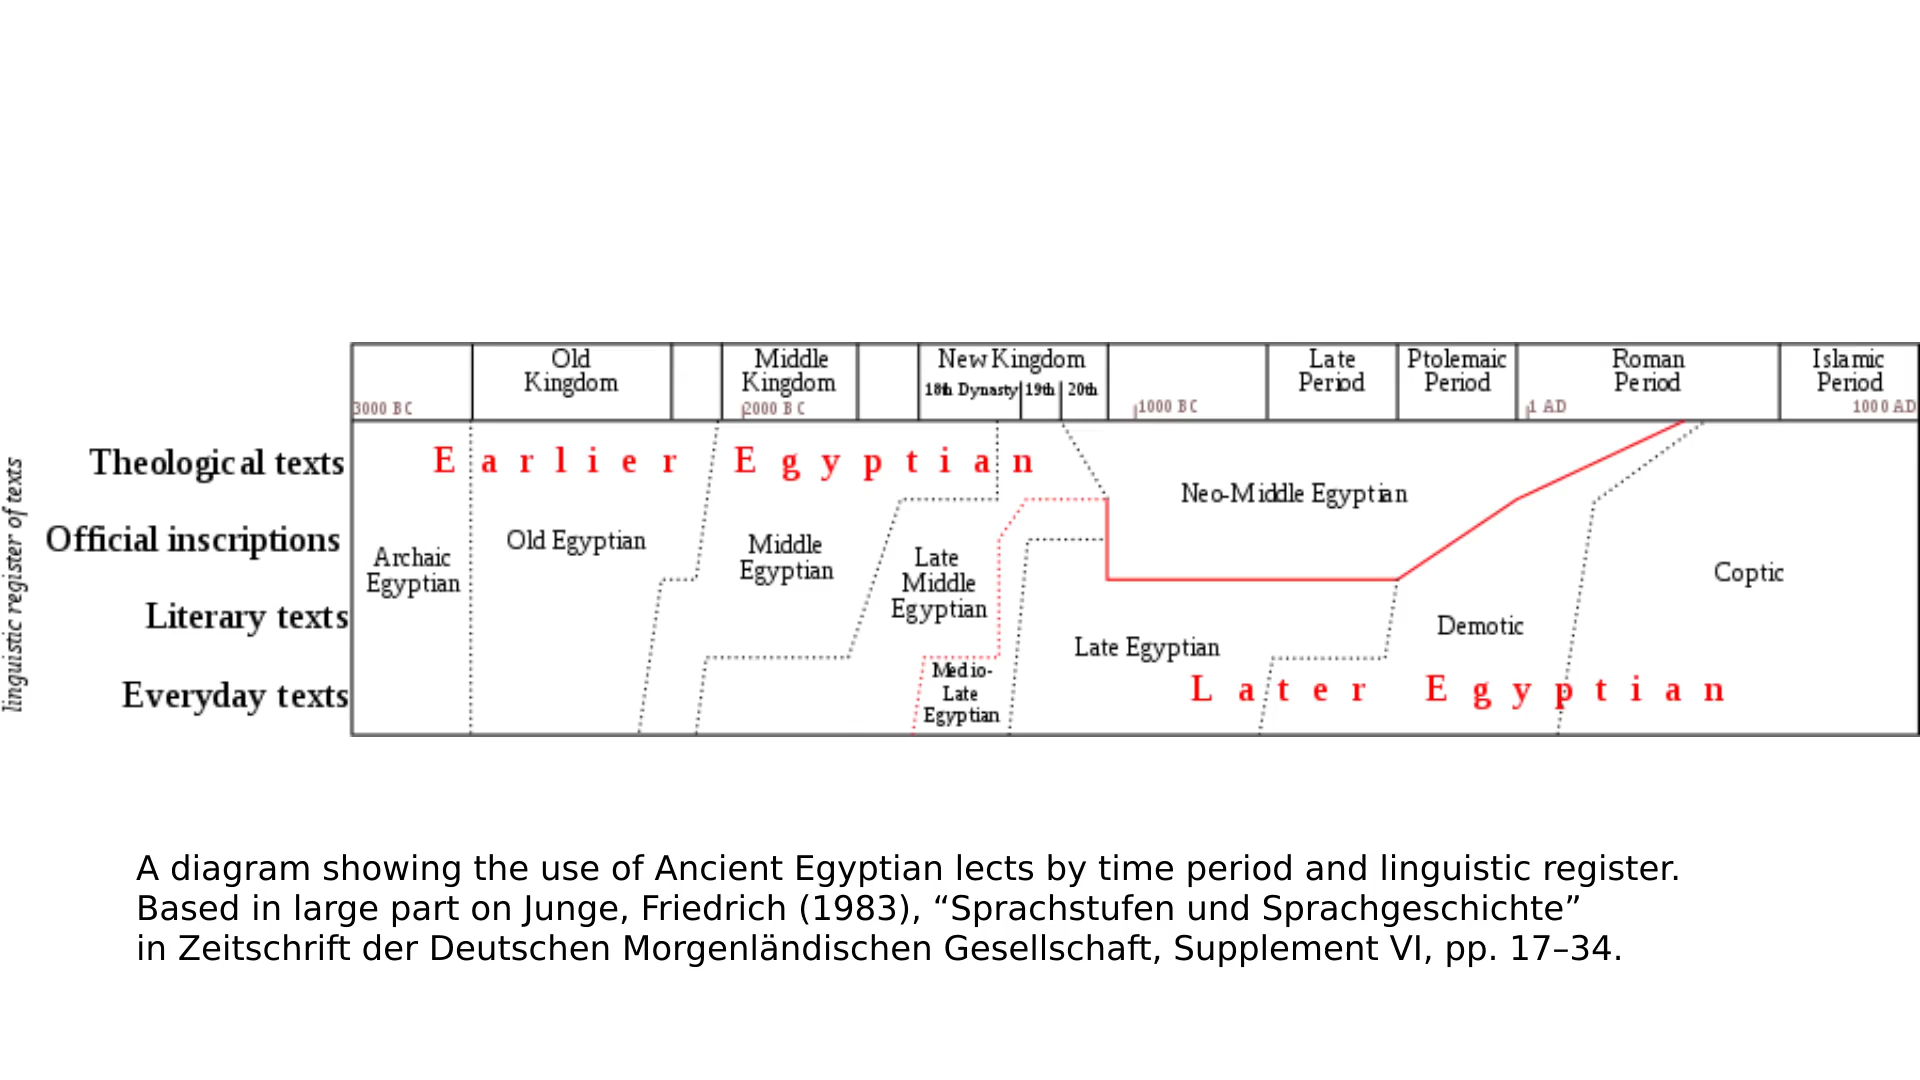 Old
Kingdom
Middle
Kingdom
New Kingdom
18th Dynasty 19th 20th
Late
Period
Ptolemaic
Period
Roman
Period
Islamic
Period
3000 BC
2000 BC
1000 BC
1 AD
1000 AD
linguistic register of texts
Theological texts
Official inscriptions
Literary texts
Everyday texts
Earlier Egyptian
Archaic
Egyptian
Old Egyptian
Middle
Egyptian
Late
Middle
Egyptian
Medio-
Late
Egyptian
Neo-Middle Egyptian
Late Egyptian
Demotic
Coptic
Later Egyptian
A diagram showing the use of Ancient Egyptian lects by time period and linguistic register.
Based in large part on Junge, Friedrich (1983), “Sprachstufen und Sprachgeschichte”
in Zeitschrift der Deutschen Morgenländischen Gesellschaft, Supplement VI, pp. 17–34.